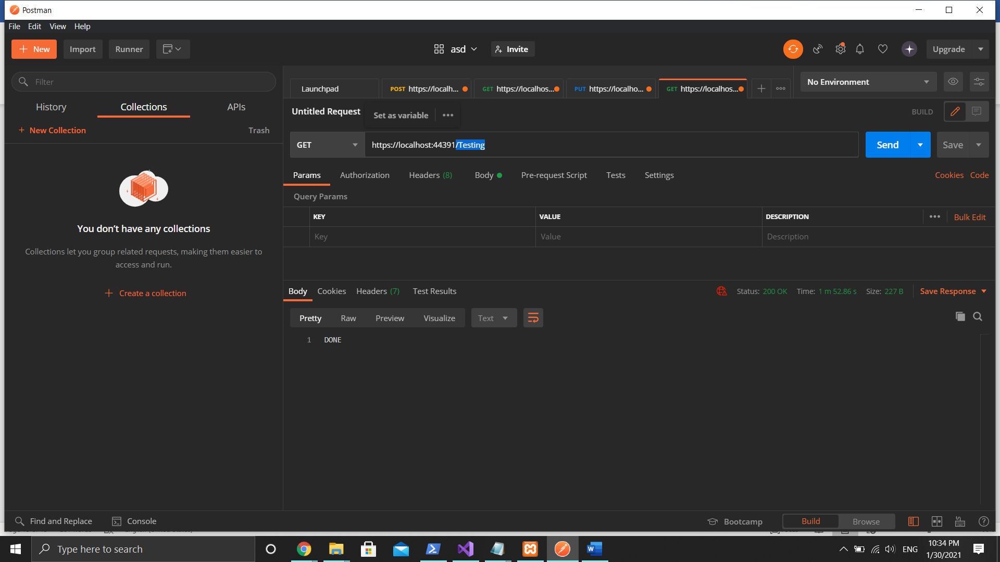 Postman
File Edit View Help
New Import Runner asd Invite Upgrade
Filter
Launchpad POST https://localh... GET https://localhos... PUT https://localho... GET https://localhos... No Environment
History Collections APIs
New Collection Trash
Untitled Request Set as variable BUILD
GET https://localhost:44391/Testing Send Save
Params Authorization Headers (8) Body Pre-request Script Tests Settings Cookies Code
Query Params
KEY VALUE DESCRIPTION Bulk Edit
Key Value Description
You don’t have any collections
Collections let you group related requests, making them easier to
access and run.
Create a collection
Body Cookies Headers (7) Test Results Status: 200 OK Time: 1 m 52.86 s Size: 227 B Save Response
Pretty Raw Preview Visualize Text
1 DONE
Find and Replace Console Bootcamp Build Browse
Type here to search
ENG
10:34 PM
1/30/2021